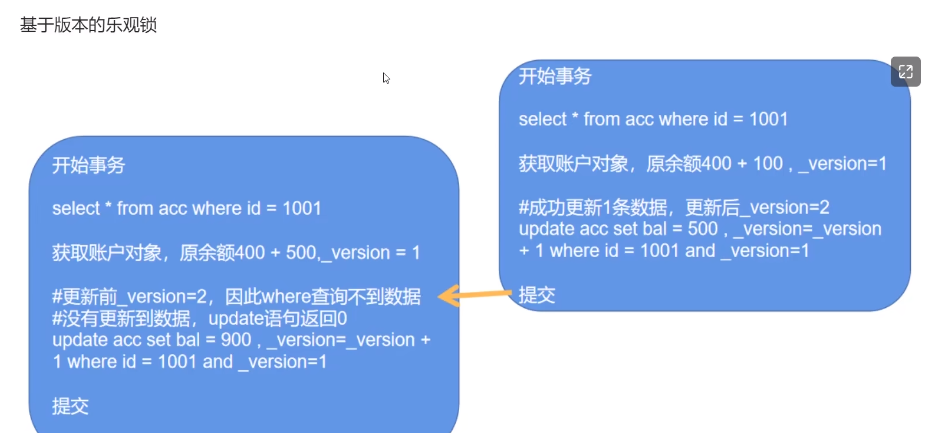 基于版本的乐观锁
开始事务
select * from acc where id = 1001
获取账户对象，原余额400 + 500,_version = 1
#更新前_version=2，因此where查询不到数据
#没有更新到数据，update语句返回0
update acc set bal = 900 , _version=_version +
1 where id = 1001 and _version=1
提交
开始事务
select * from acc where id = 1001
获取账户对象，原余额400 + 100 , _version=1
#成功更新1条数据，更新后_version=2
update acc set bal = 500 , _version=_version
+ 1 where id = 1001 and _version=1
提交